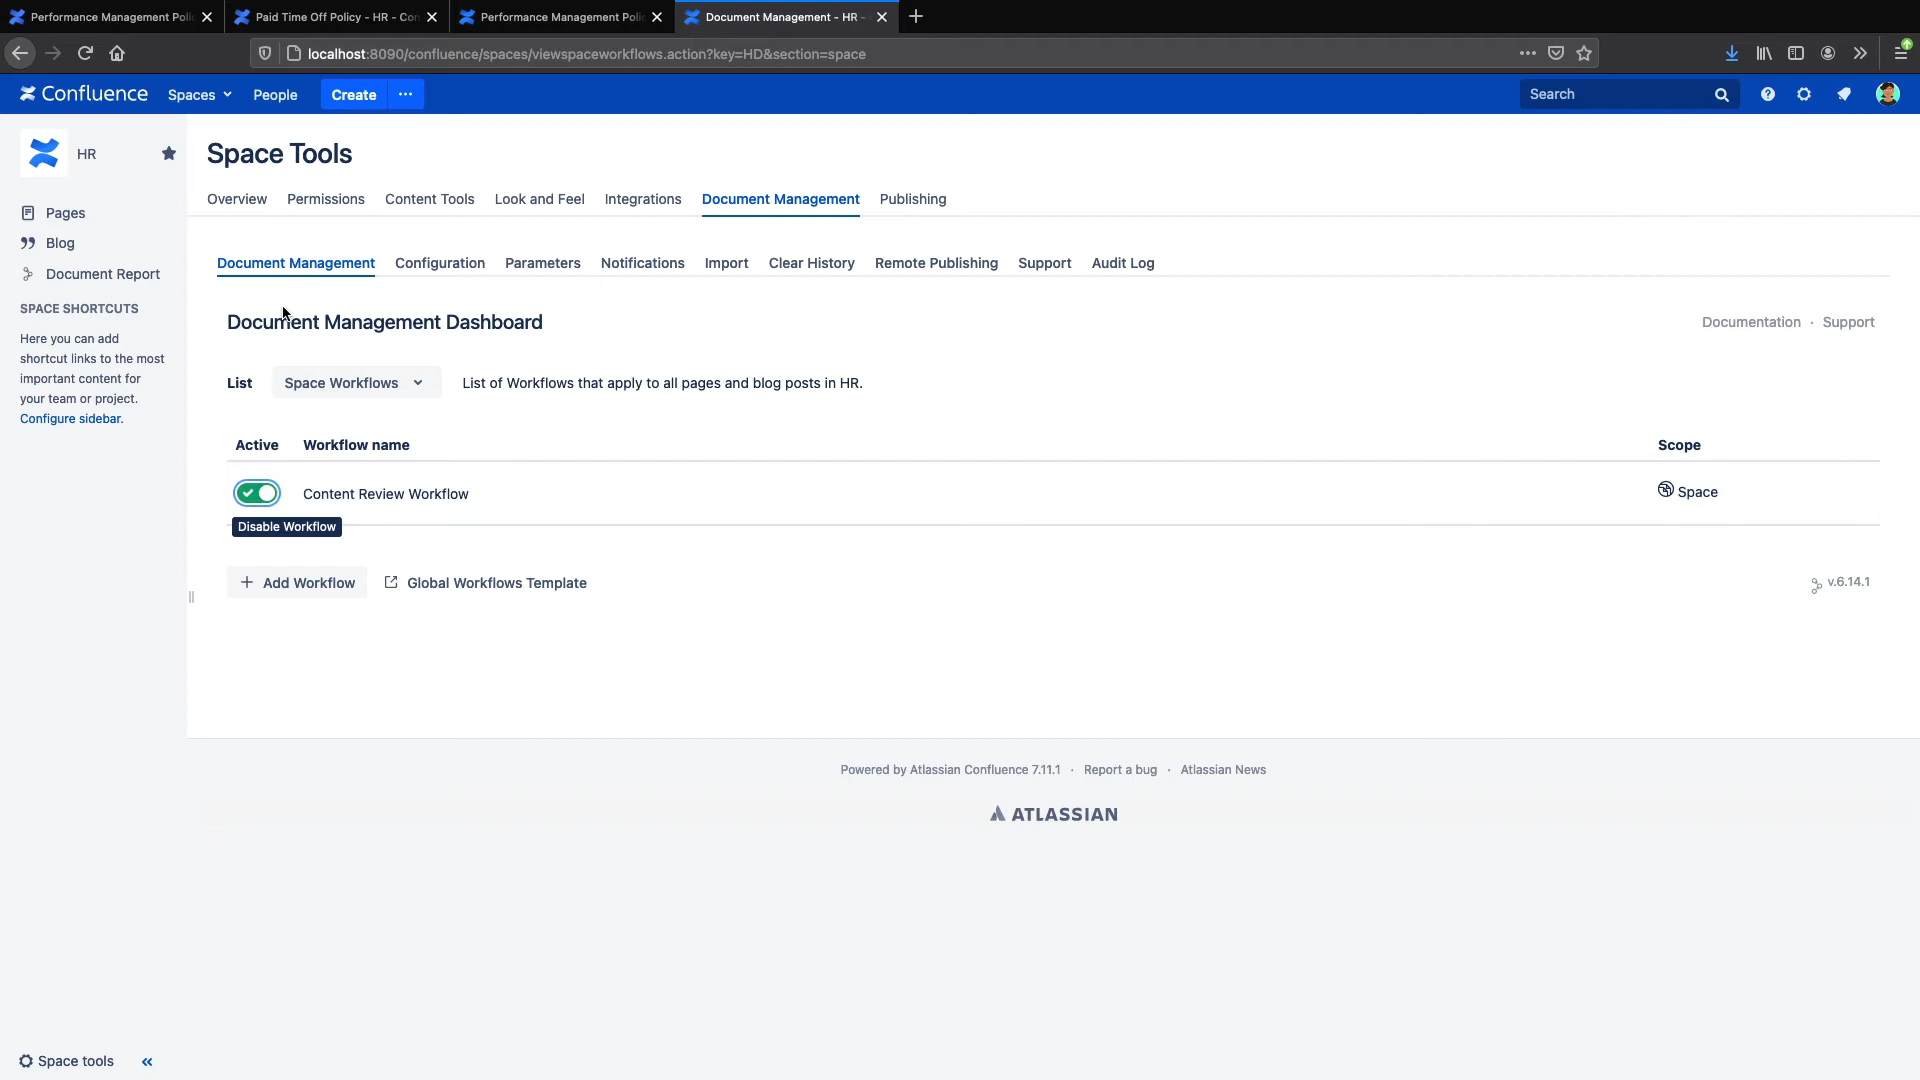 Performance Management Poli
Paid Time Off Policy - HR - Con
Performance Management Poli
Document Management - HR -
localhost:8090/confluence/spaces/viewspaceworkflows.action?key=HD&section=space
Confluence
Spaces
People
Create
Search
HR
Pages
Blog
Document Report
SPACE SHORTCUTS
Here you can add
shortcut links to the most
important content for
your team or project.
Configure sidebar.
Space Tools
Overview
Permissions
Content Tools
Look and Feel
Integrations
Document Management
Publishing
Document Management
Configuration
Parameters
Notifications
Import
Clear History
Remote Publishing
Support
Audit Log
Document Management Dashboard
Documentation · Support
List
Space Workflows
List of Workflows that apply to all pages and blog posts in HR.
Active
Workflow name
Scope
Content Review Workflow
Space
Disable Workflow
+ Add Workflow
Global Workflows Template
v.6.14.1
Powered by Atlassian Confluence 7.11.1 · Report a bug · Atlassian News
ATLASSIAN
Space tools